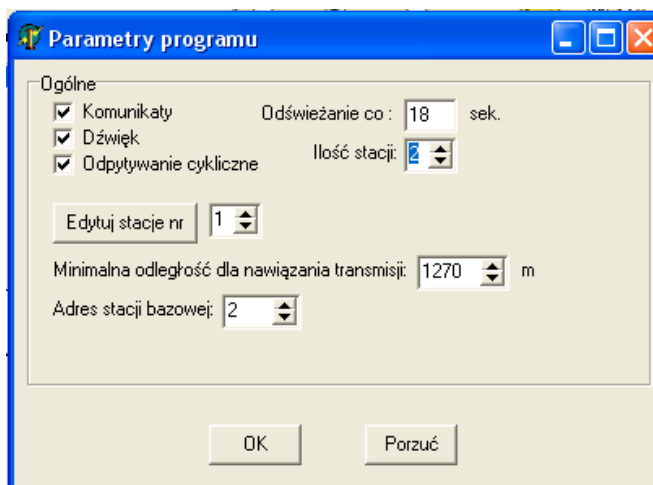 Parametry programu
Ogólne
Komunikaty
Odświeżanie co : 18 sek.
Dźwięk
Ilość stacji: 2
Odpytywanie cykliczne
Edytuj stacje nr 1
Minimalna odległość dla nawiązania transmisji: 1270 m
Adres stacji bazowej: 2
OK Porzuć